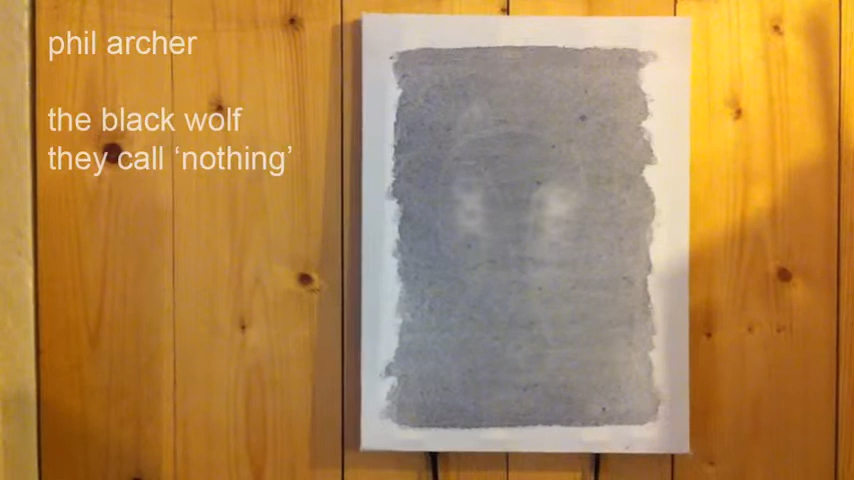 phil archer
the black wolf
they call ‘nothing’